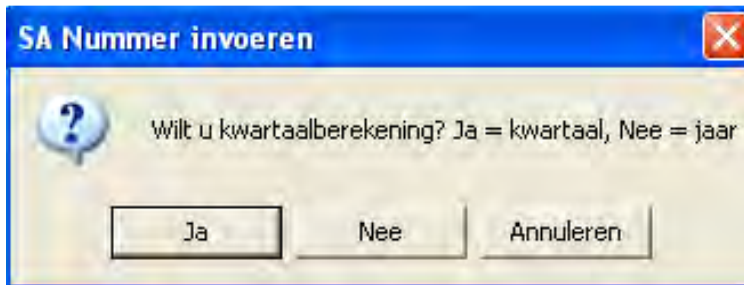 SA Nummer invoeren
Wilt u kwartaalberekening? Ja = kwartaal, Nee = jaar
Ja Nee Annuleren